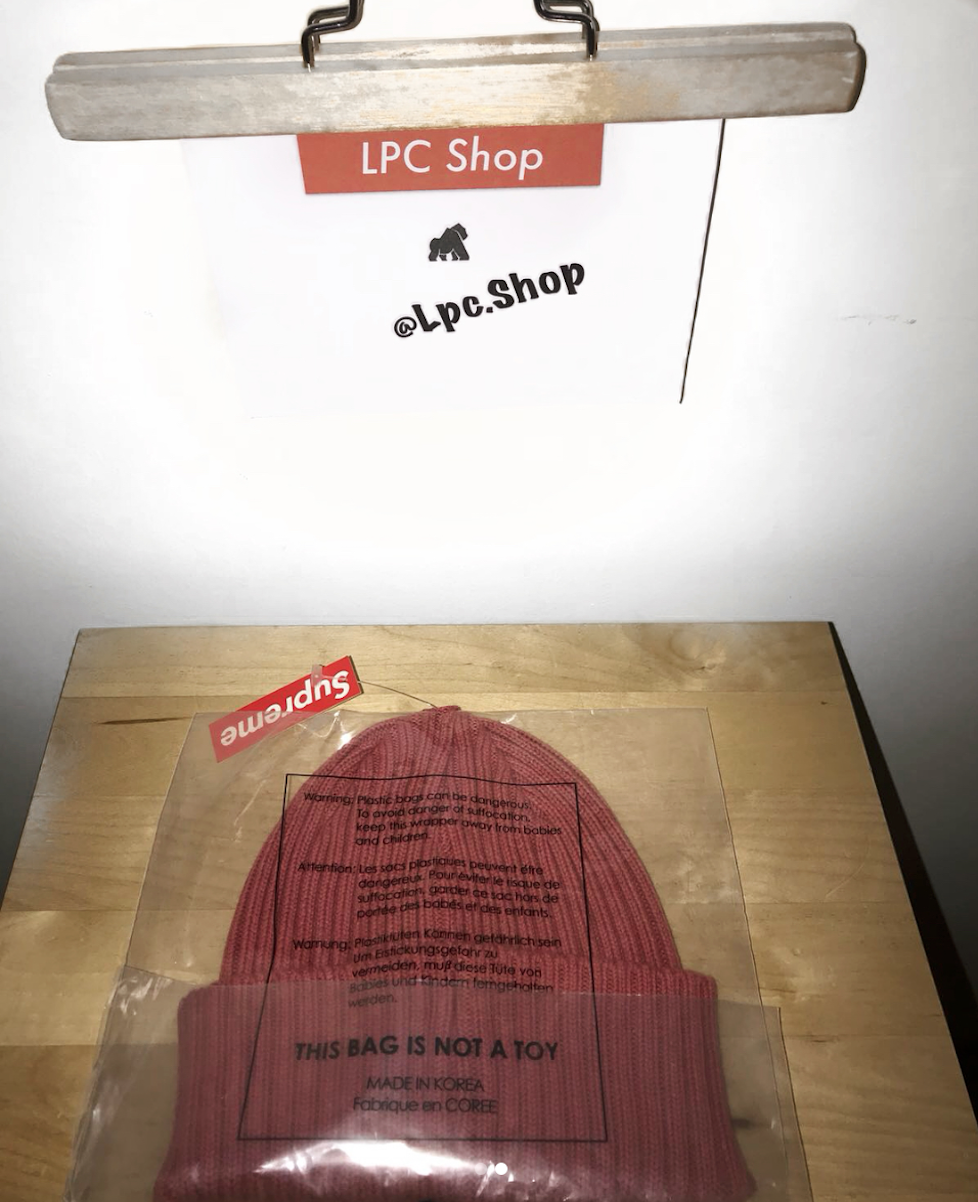 LPC Shop
@Lpc.Shop
Supreme
Warning: Plastic bags can be dangerous.
To avoid danger of suffocation,
keep this wrapper away from babies
and children.
Attention: Les sacs plastiques peuvent être
dangereux. Pour éviter le risque de
suffocation, garder ce sac hors de
portée des bábés et des enfants.
Warnung: Plastiktüten Können gefährlich sein
Um Eistickungsgefahr zu
vermeiden, muß diese Tüte von
Babies und Kindern ferngehalten
werden.
THIS BAG IS NOT A TOY
MADE IN KOREA
Fabrique en COREE